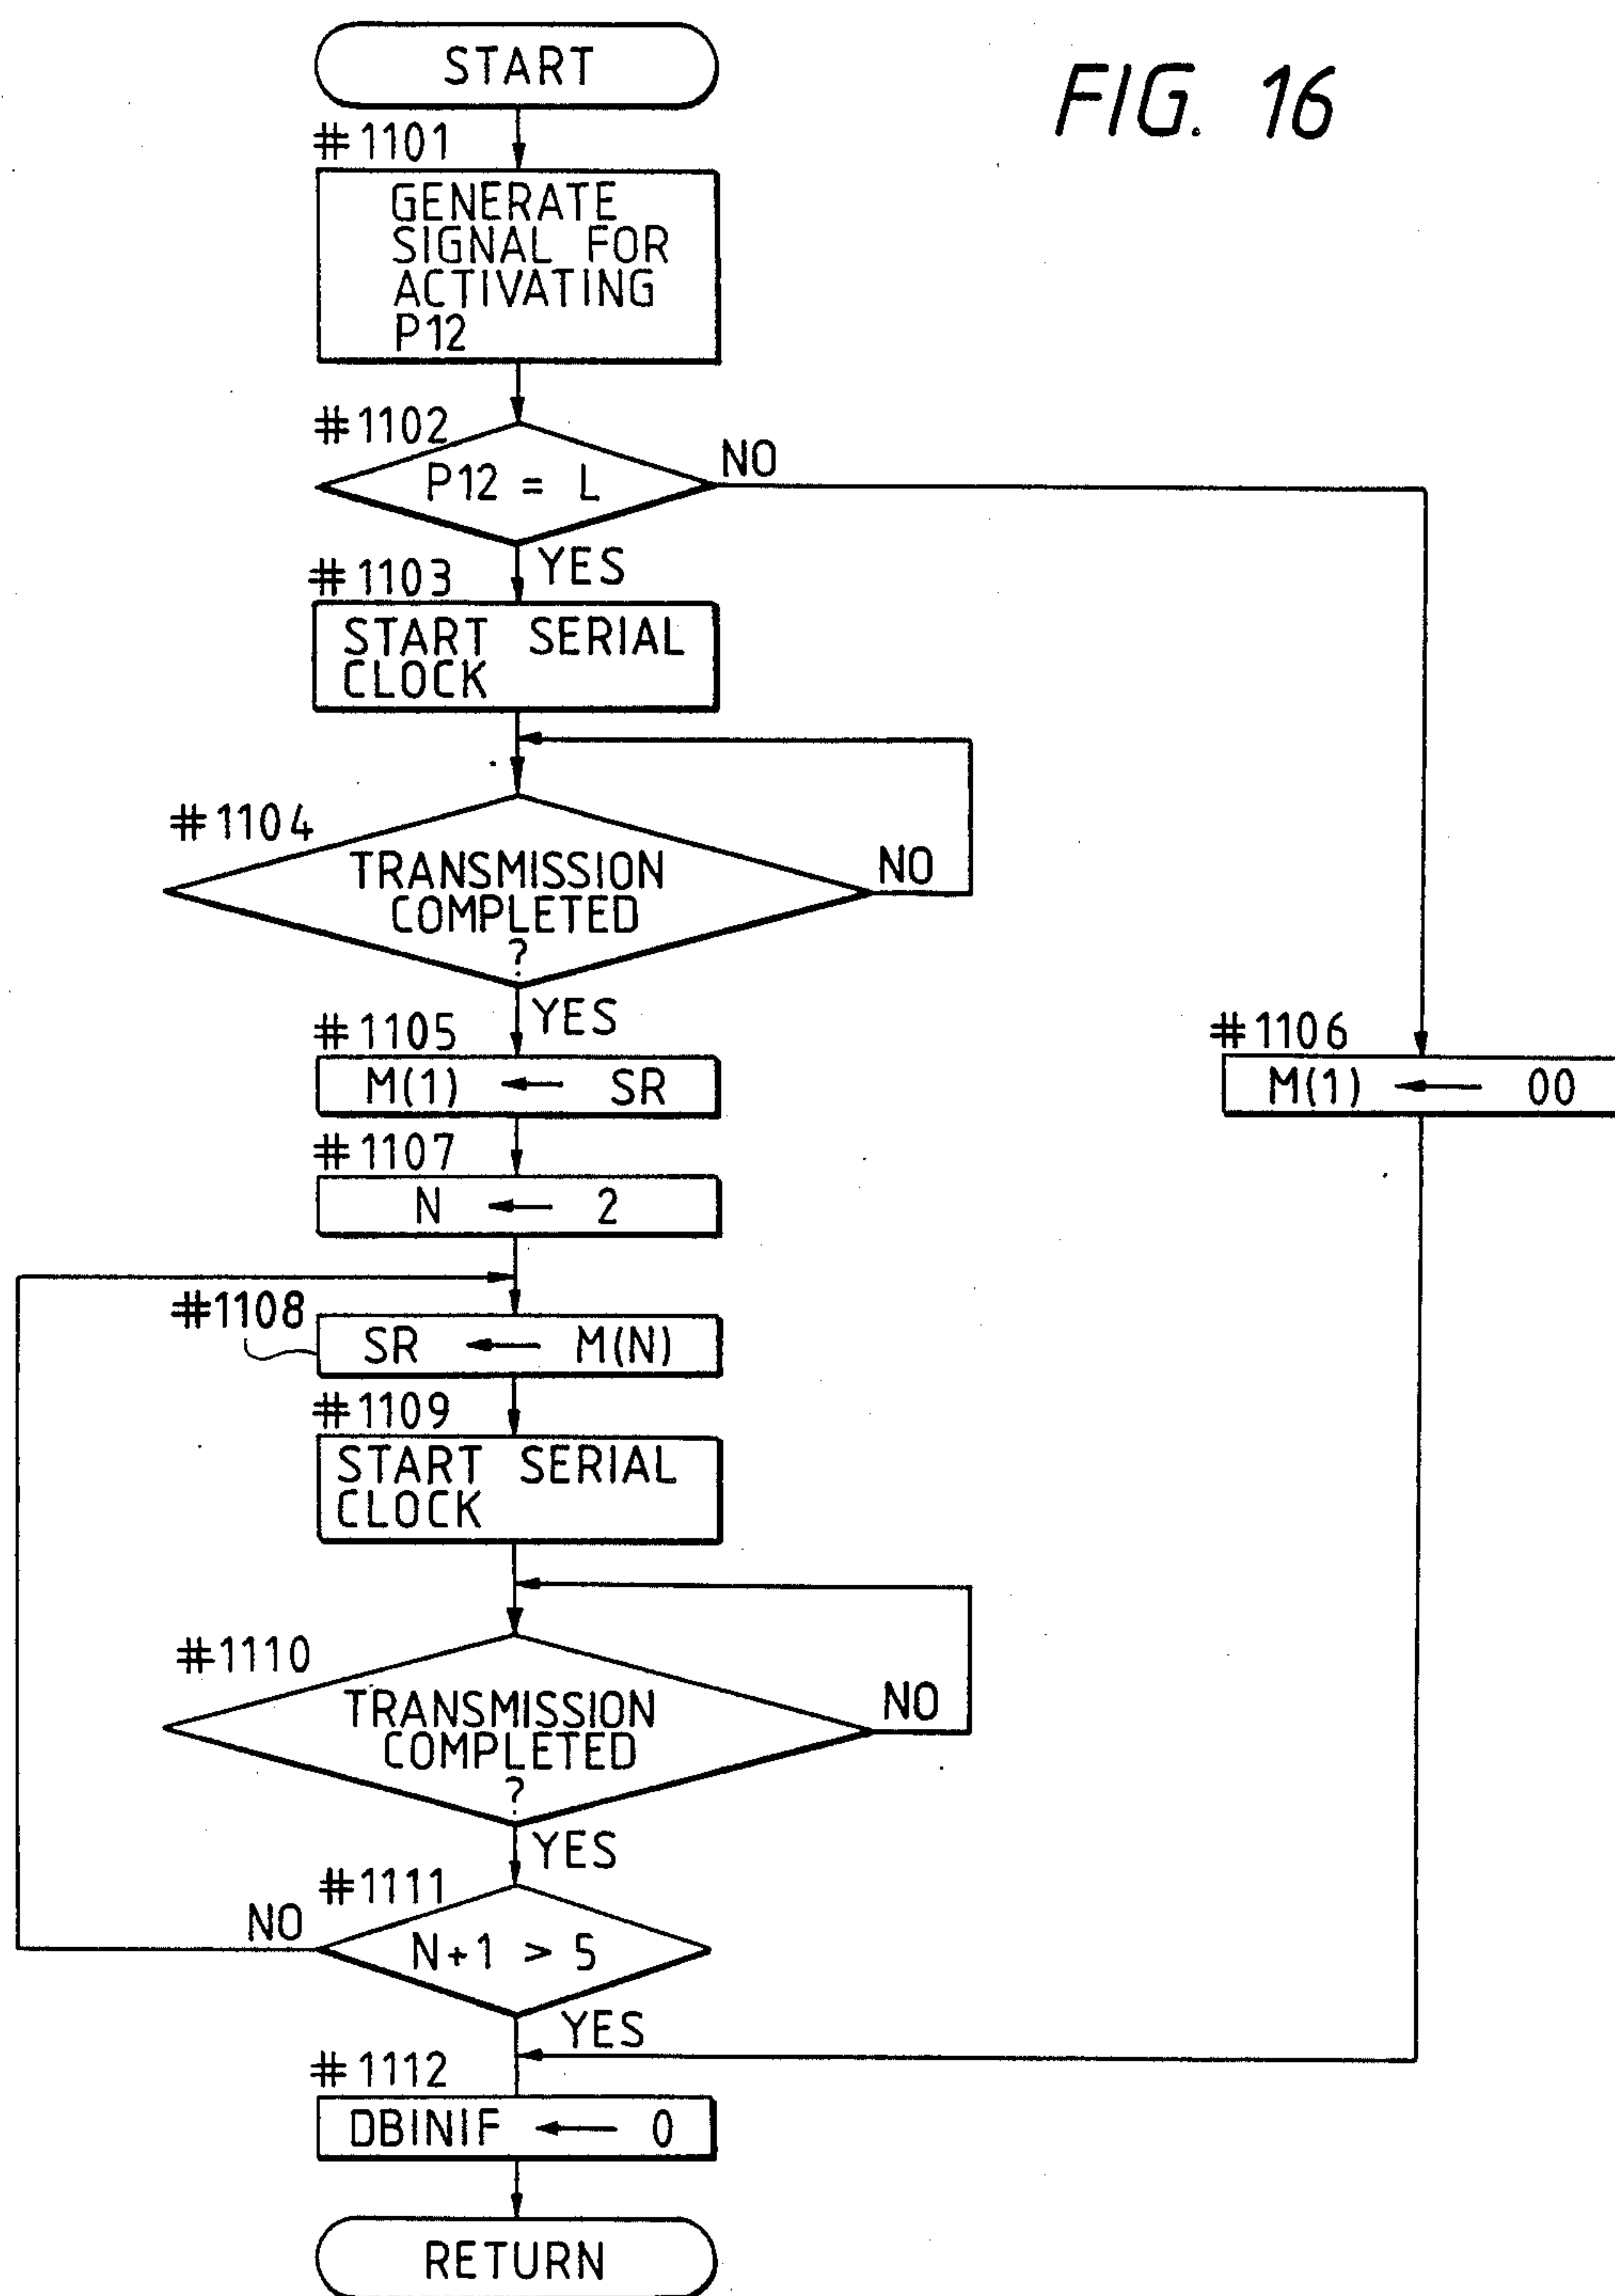 START
FIG. 16
#1101
GENERATE
SIGNAL FOR
ACTIVATING
P12
#1102
P12 = L
NO
YES
#1103
START SERIAL
CLOCK
#1104
TRANSMISSION
COMPLETED
?
NO
YES
#1105
M(1) ← SR
#1106
M(1) ← 00
#1107
N ← 2
#1108
SR ← M(N)
#1109
START SERIAL
CLOCK
#1110
TRANSMISSION
COMPLETED
?
NO
YES
#1111
N+1 > 5
NO
YES
#1112
DBINIF ← 0
RETURN